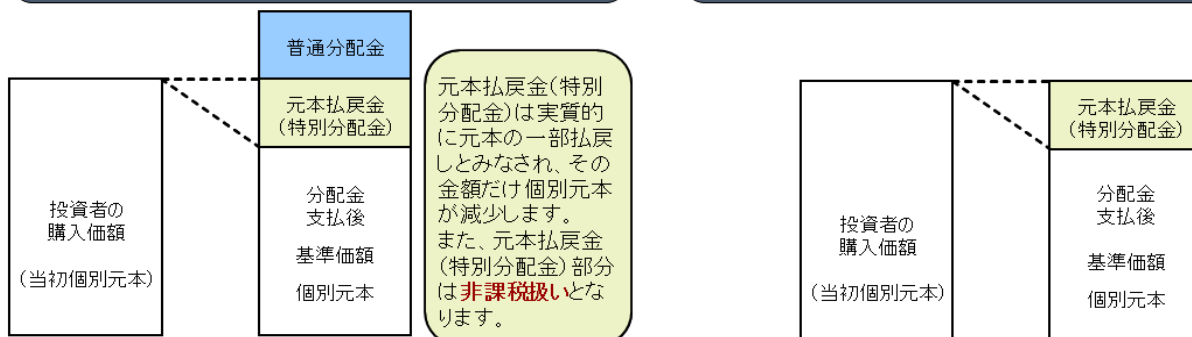 普通分配金
元本払戻金
(特別分配金)
投資者の
購入価額
(当初個別元本)
分配金
支払後
基準価額
個別元本
元本払戻金(特別
分配金)は実質的
に元本の一部払戻
しとみなされ、その
金額だけ個別元本
が減少します。
また、元本払戻金
(特別分配金)部分
は非課税扱いとな
ります。
投資者の
購入価額
(当初個別元本)
元本払戻金
(特別分配金)
分配金
支払後
基準価額
個別元本